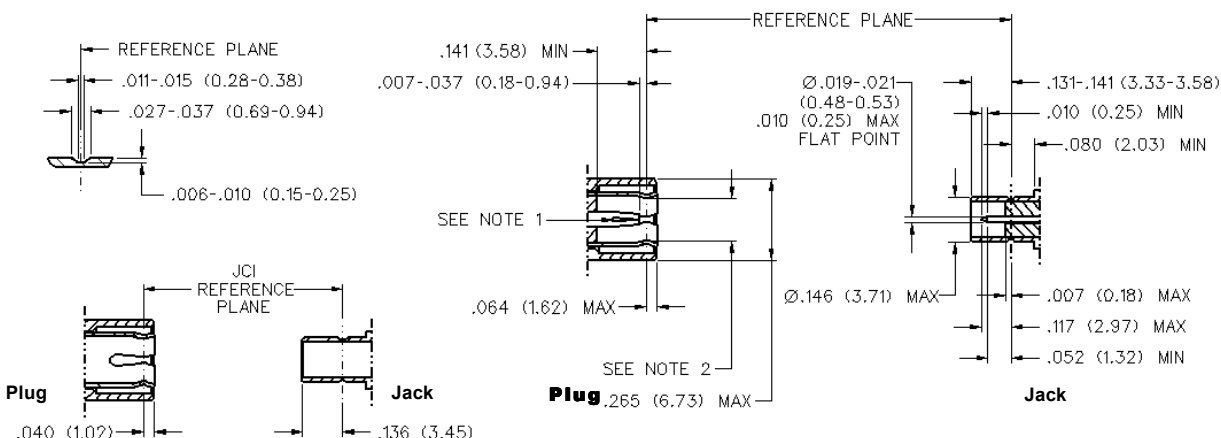 REFERENCE PLANE
REFERENCE PLANE
.011-.015 (0.28-0.38)
.027-.037 (0.69-0.94)
.006-.010 (0.15-0.25)
.141 (3.58) MIN
.007-.037 (0.18-0.94)
Ø.019-.021
(0.48-0.53)
.010 (0.25) MAX
FLAT POINT
.131-.141 (3.33-3.58)
.010 (0.25) MIN
.080 (2.03) MIN
SEE NOTE 1
JCI
REFERENCE
PLANE
.064 (1.62) MAX
Ø.146 (3.71) MAX
.007 (0.18) MAX
.117 (2.97) MAX
.052 (1.32) MIN
SEE NOTE 2
Plug
Jack
Plug
.265 (6.73) MAX
Jack
.040 (1.02)
.136 (3.45)